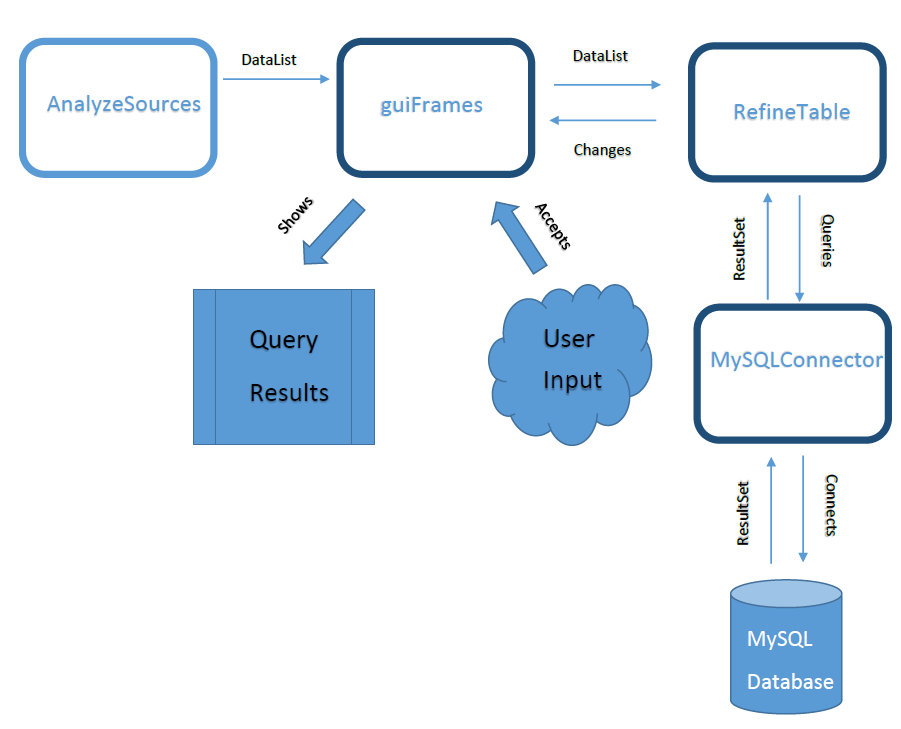 DataList
AnalyzeSources
guiFrames
DataList
Changes
RefineTable
Shows
Accepts
ResultSet
Queries
Query
Results
User
Input
MySQLConnector
ResultSet
Connects
MySQL
Database